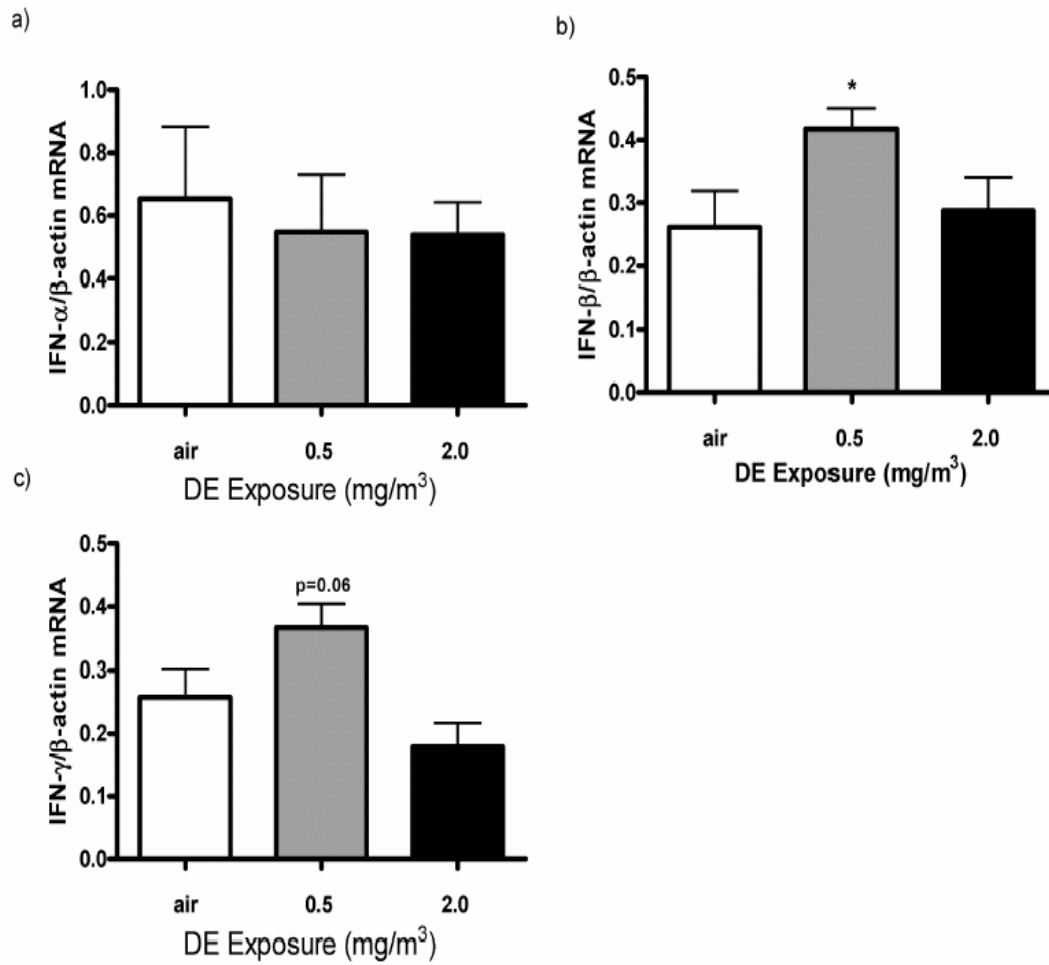 a)
IFN-α/β-actin mRNA
1.0
0.8
0.6
0.4
0.2
0.0
air 0.5 2.0
DE Exposure (mg/m³)
b)
IFN-β/β-actin mRNA
0.5
0.4
0.3
0.2
0.1
0.0
*
air 0.5 2.0
DE Exposure (mg/m³)
c)
IFN-γ/β-actin mRNA
0.5
0.4
0.3
0.2
0.1
0.0
p=0.06
air 0.5 2.0
DE Exposure (mg/m³)